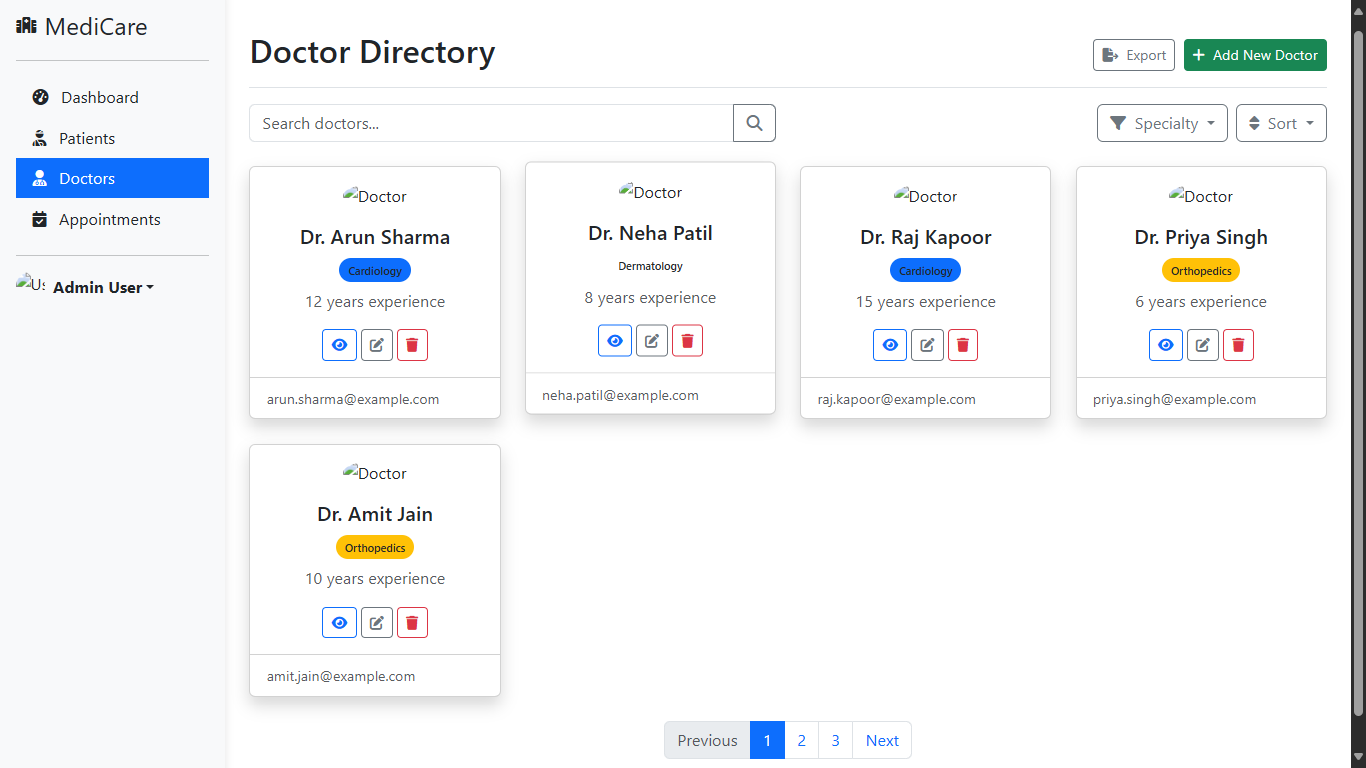 MediCare
Dashboard
Patients
Doctors
Appointments
Us
Admin User
Doctor Directory
Export
Add New Doctor
Search doctors...
Specialty
Sort
Doctor
Dr. Arun Sharma
Cardiology
12 years experience
arun.sharma@example.com
Doctor
Dr. Neha Patil
Dermatology
8 years experience
neha.patil@example.com
Doctor
Dr. Raj Kapoor
Cardiology
15 years experience
raj.kapoor@example.com
Doctor
Dr. Priya Singh
Orthopedics
6 years experience
priya.singh@example.com
Doctor
Dr. Amit Jain
Orthopedics
10 years experience
amit.jain@example.com
Previous 1 2 3 Next